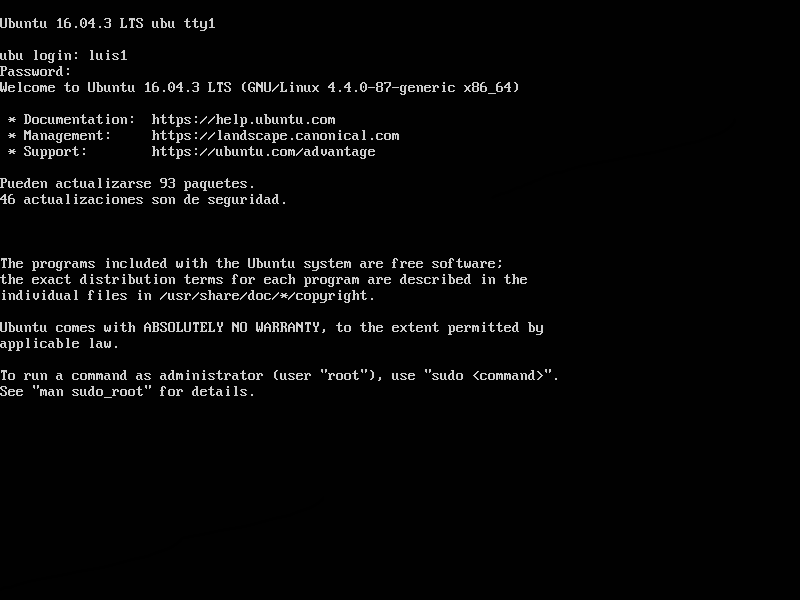 Ubuntu 16.04.3 LTS ubu tty1
ubu login: luis1
Password:
Welcome to Ubuntu 16.04.3 LTS (GNU/Linux 4.4.0-87-generic x86_64)
* Documentation:  https://help.ubuntu.com
* Management:     https://landscape.canonical.com
* Support:        https://ubuntu.com/advantage
Pueden actualizarse 93 paquetes.
46 actualizaciones son de seguridad.
The programs included with the Ubuntu system are free software;
the exact distribution terms for each program are described in the
individual files in /usr/share/doc/*/copyright.
Ubuntu comes with ABSOLUTELY NO WARRANTY, to the extent permitted by
applicable law.
To run a command as administrator (user "root"), use "sudo <command>".
See "man sudo_root" for details.